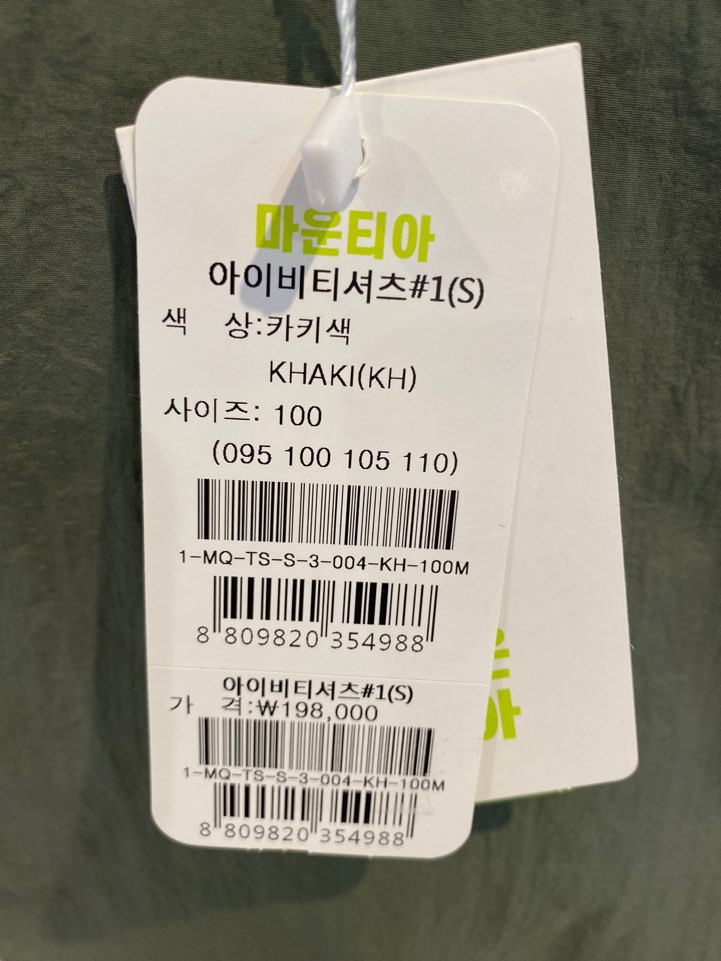 마운티아
아이비티셔츠#1(S)
색 상:카키색
KHAKI(KH)
사이즈: 100
(095 100 105 110)
1-MQ-TS-S-3-004-KH-100M
8 809820 354988
아이비티셔츠#1(S)
가 격:₩198,000
1-MQ-TS-S-3-004-KH-100M
8 809820 354988